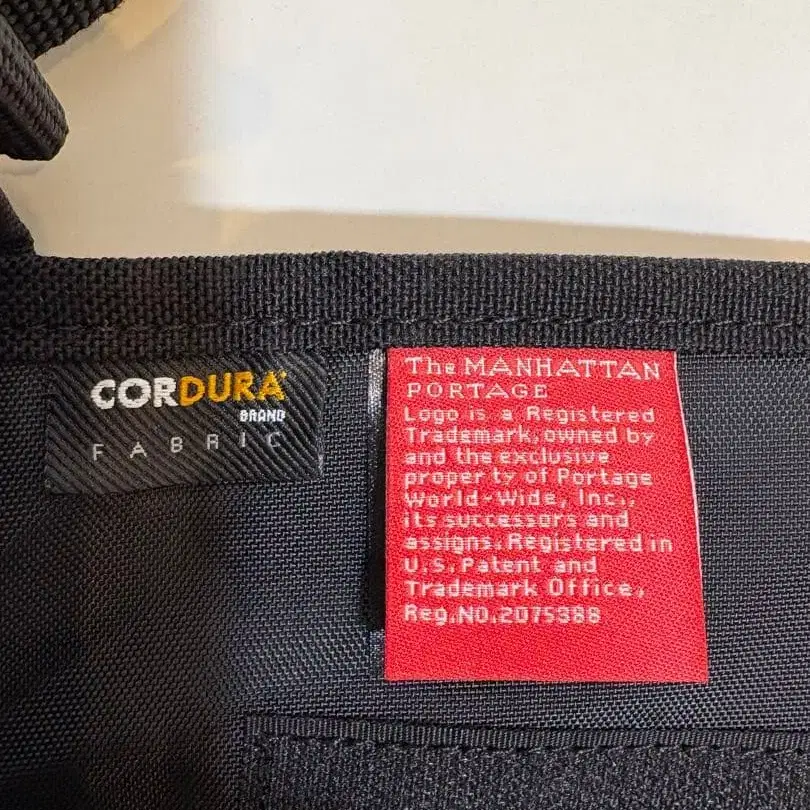 CORDURA
BRAND
FABRIC
The MANHATTAN
PORTAGE
Logo is a Registered
Trademark, owned by
and the exclusive
property of Portage
World-Wide, Inc.,
its successors and
assigns. Registered in
U.S. Patent and
Trademark Office,
Reg.NO.2075388